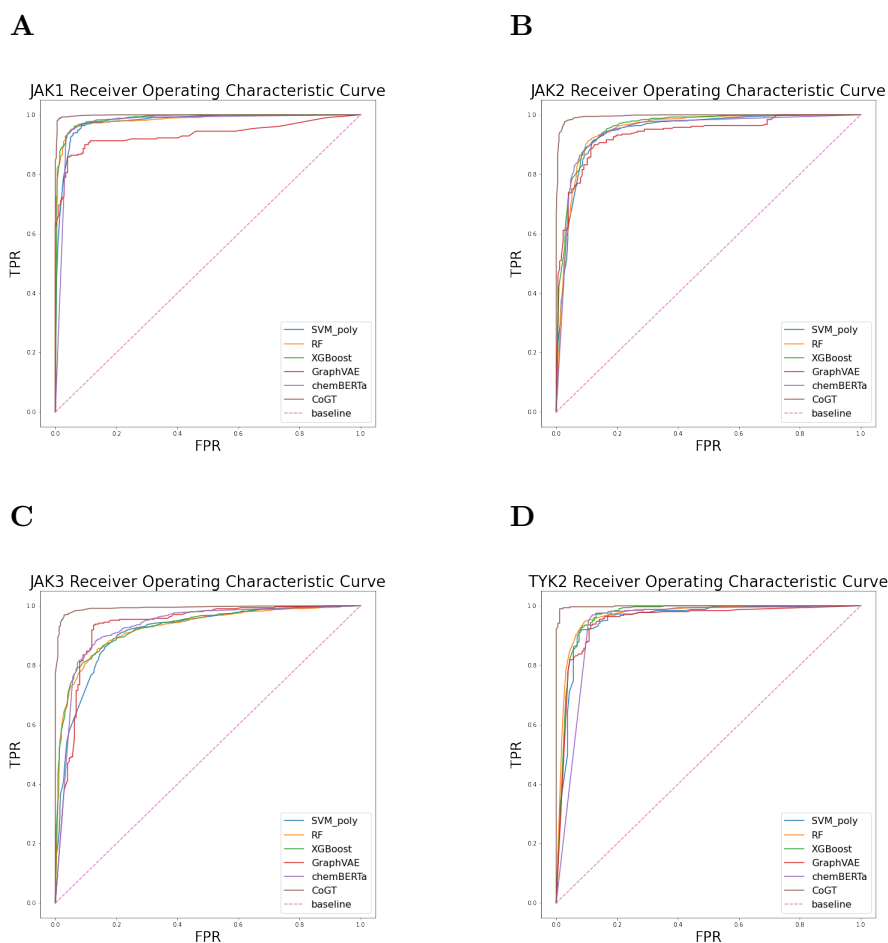 A
JAK1 Receiver Operating Characteristic Curve
1.0
0.8
0.6
0.4
0.2
0.0
TPR
0.0 0.2 0.4 0.6 0.8 1.0
FPR
SVM_poly
RF
XGBoost
GraphVAE
chemBERTa
CoGT
baseline
B
JAK2 Receiver Operating Characteristic Curve
1.0
0.8
0.6
0.4
0.2
0.0
TPR
0.0 0.2 0.4 0.6 0.8 1.0
FPR
SVM_poly
RF
XGBoost
GraphVAE
chemBERTa
CoGT
baseline
C
JAK3 Receiver Operating Characteristic Curve
1.0
0.8
0.6
0.4
0.2
0.0
TPR
0.0 0.2 0.4 0.6 0.8 1.0
FPR
SVM_poly
RF
XGBoost
GraphVAE
chemBERTa
CoGT
baseline
D
TYK2 Receiver Operating Characteristic Curve
1.0
0.8
0.6
0.4
0.2
0.0
TPR
0.0 0.2 0.4 0.6 0.8 1.0
FPR
SVM_poly
RF
XGBoost
GraphVAE
chemBERTa
CoGT
baseline